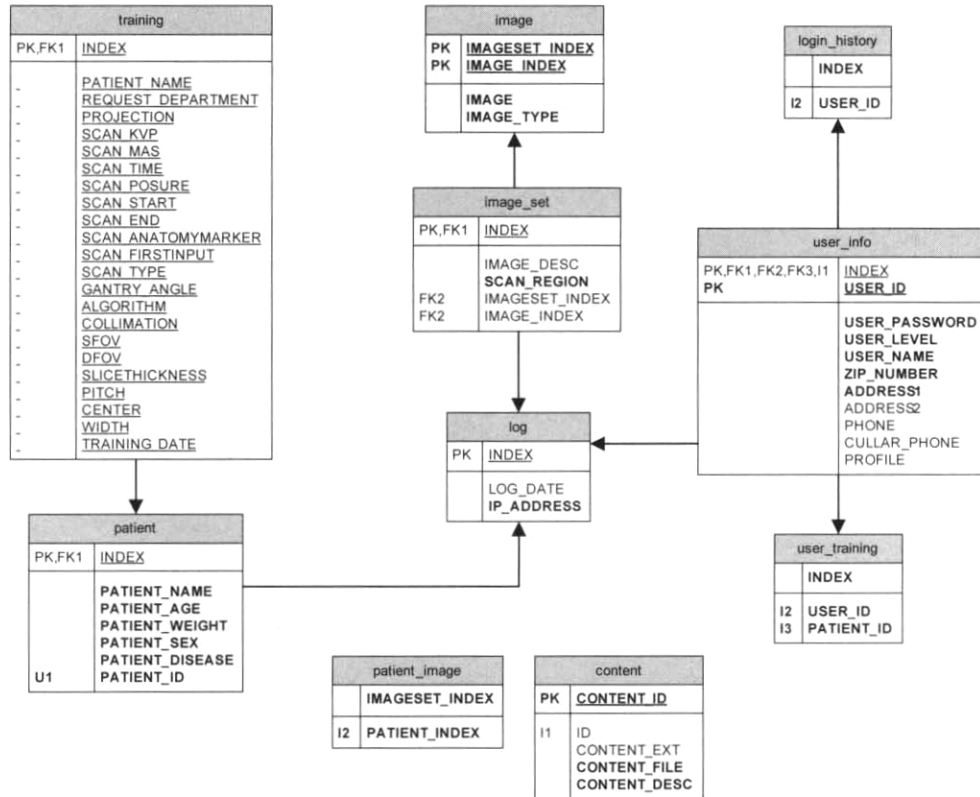 training
PK,FK1 INDEX
- PATIENT_NAME
- REQUEST_DEPARTMENT
- PROJECTION
- SCAN_KVP
- SCAN_MAS
- SCAN_TIME
- SCAN_POSURE
- SCAN_START
- SCAN_END
- SCAN_ANATOMYMARKER
- SCAN_FIRSTINPUT
- SCAN_TYPE
- GANTRY_ANGLE
- ALGORITHM
- COLLIMATION
- SFOV
- DFOV
- SLICETHICKNESS
- PITCH
- CENTER
- WIDTH
- TRAINING_DATE
image
PK IMAGESET_INDEX
PK IMAGE_INDEX
IMAGE
IMAGE_TYPE
login_history
INDEX
I2 USER_ID
image_set
PK,FK1 INDEX
IMAGE_DESC
SCAN_REGION
FK2 IMAGESET_INDEX
FK2 IMAGE_INDEX
user_info
PK,FK1,FK2,FK3,I1 INDEX
PK USER_ID
USER_PASSWORD
USER_LEVEL
USER_NAME
ZIP_NUMBER
ADDRESS1
ADDRESS2
PHONE
CULLAR_PHONE
PROFILE
log
PK INDEX
LOG_DATE
IP_ADDRESS
patient
PK,FK1 INDEX
PATIENT_NAME
PATIENT_AGE
PATIENT_WEIGHT
PATIENT_SEX
PATIENT_DISEASE
U1 PATIENT_ID
user_training
INDEX
I2 USER_ID
I3 PATIENT_ID
patient_image
IMAGESET_INDEX
I2 PATIENT_INDEX
content
PK CONTENT_ID
I1 ID
CONTENT_EXT
CONTENT_FILE
CONTENT_DESC